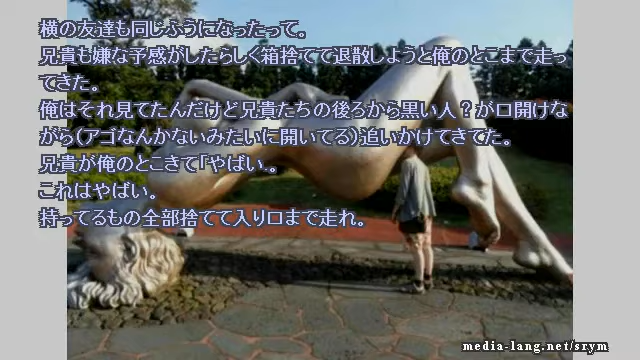 横の友達も同じふうになったって。
兄貴も嫌な予感がしたらしく箱捨てて退散しようと俺のとこまで走っ
てきた。
俺はそれ見てたんだけど兄貴たちの後ろから黒い人？が口開けな
がら（アゴなんかないみたいに開いてる）追いかけてきてた。
兄貴が俺のとこきて「やばい。
これはやばい。
持ってるもの全部捨てて入り口まで走れ。
media-lang.net/srym